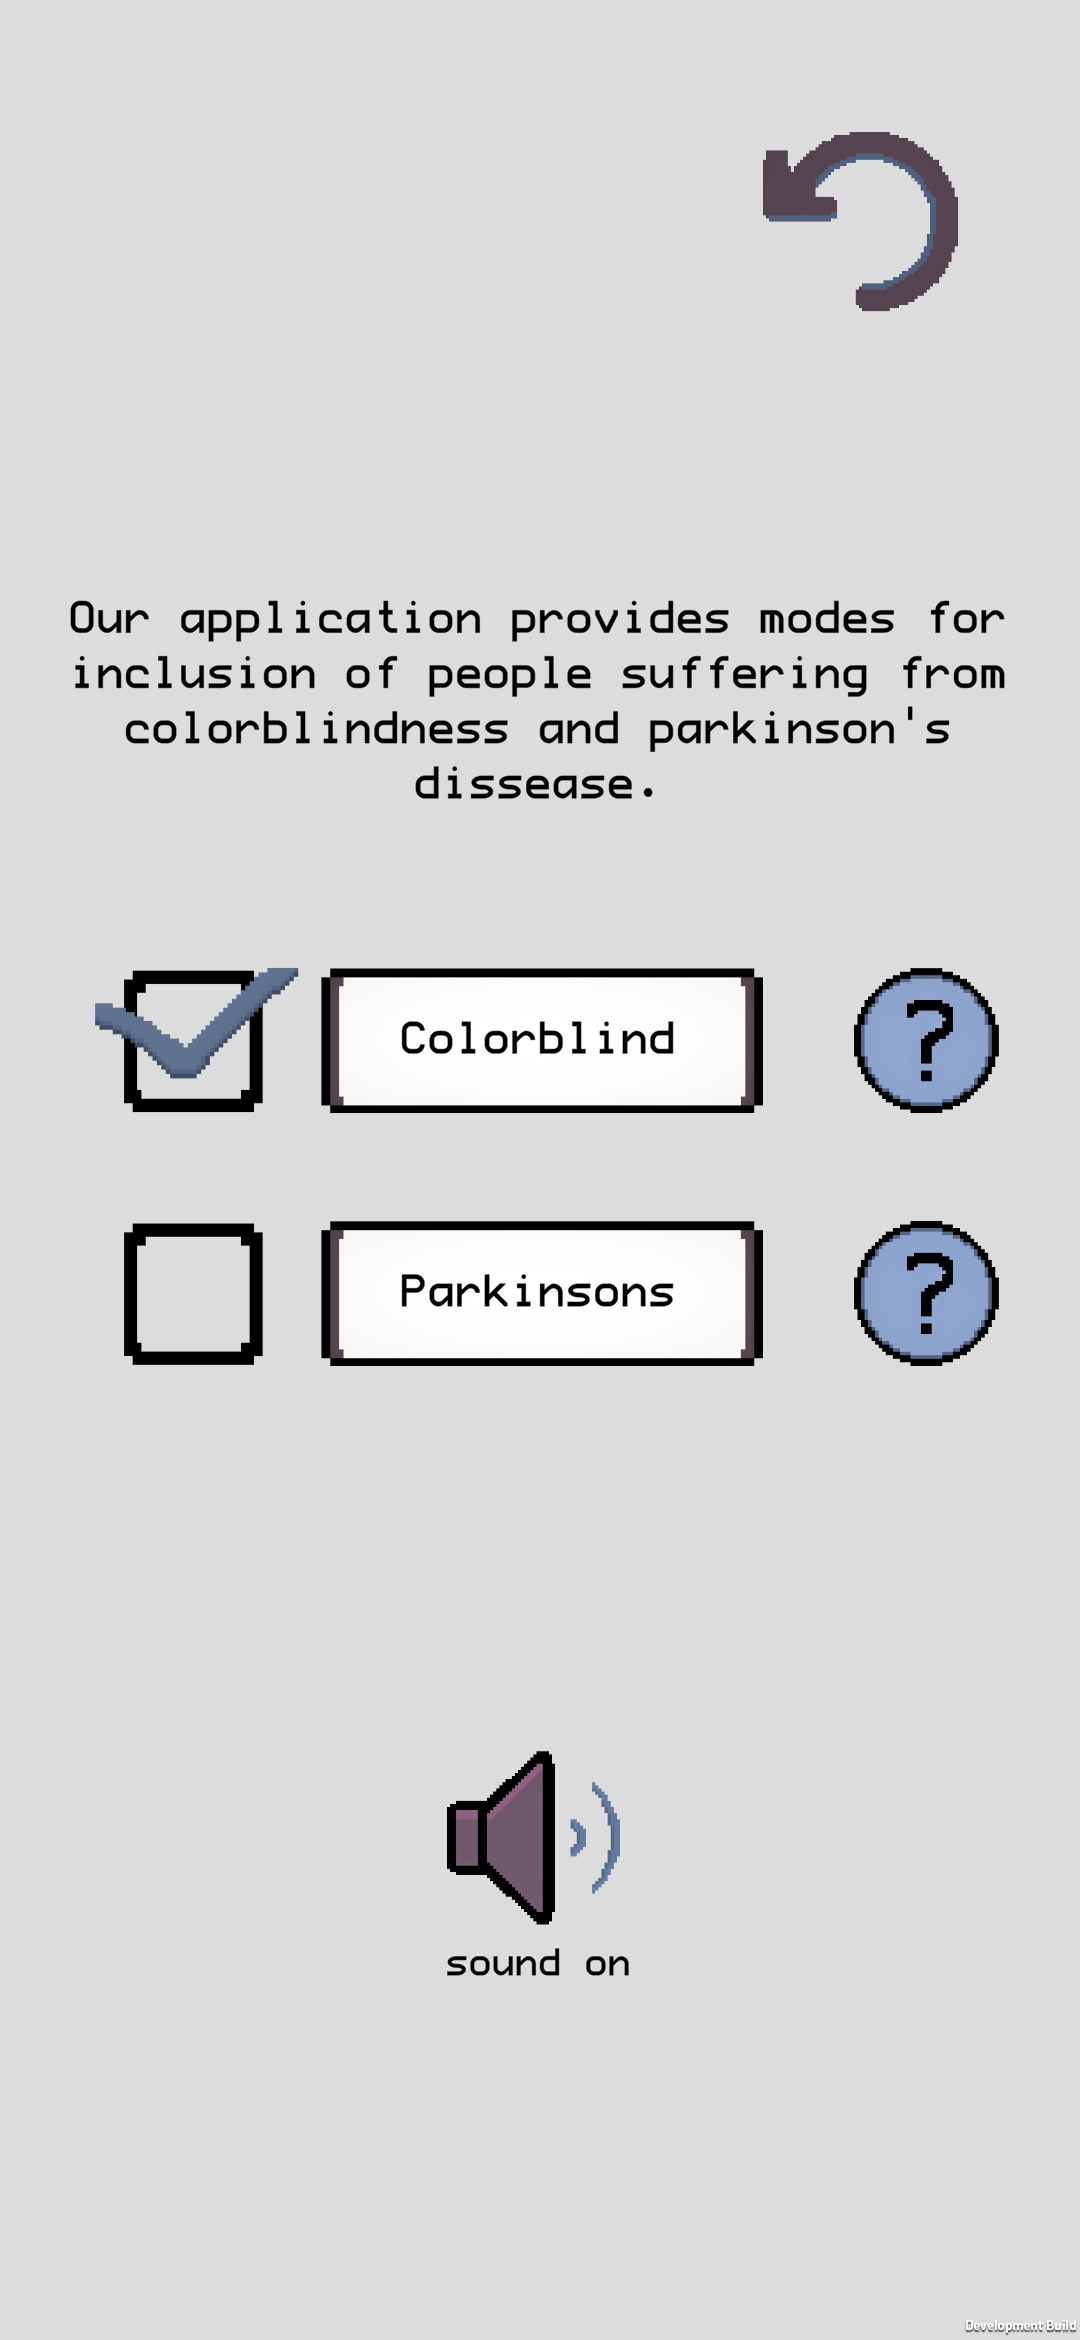 Our application provides modes for
inclusion of people suffering from
colorblindness and parkinson's
dissease.
Colorblind
?
Parkinsons
?
sound on
Development Build